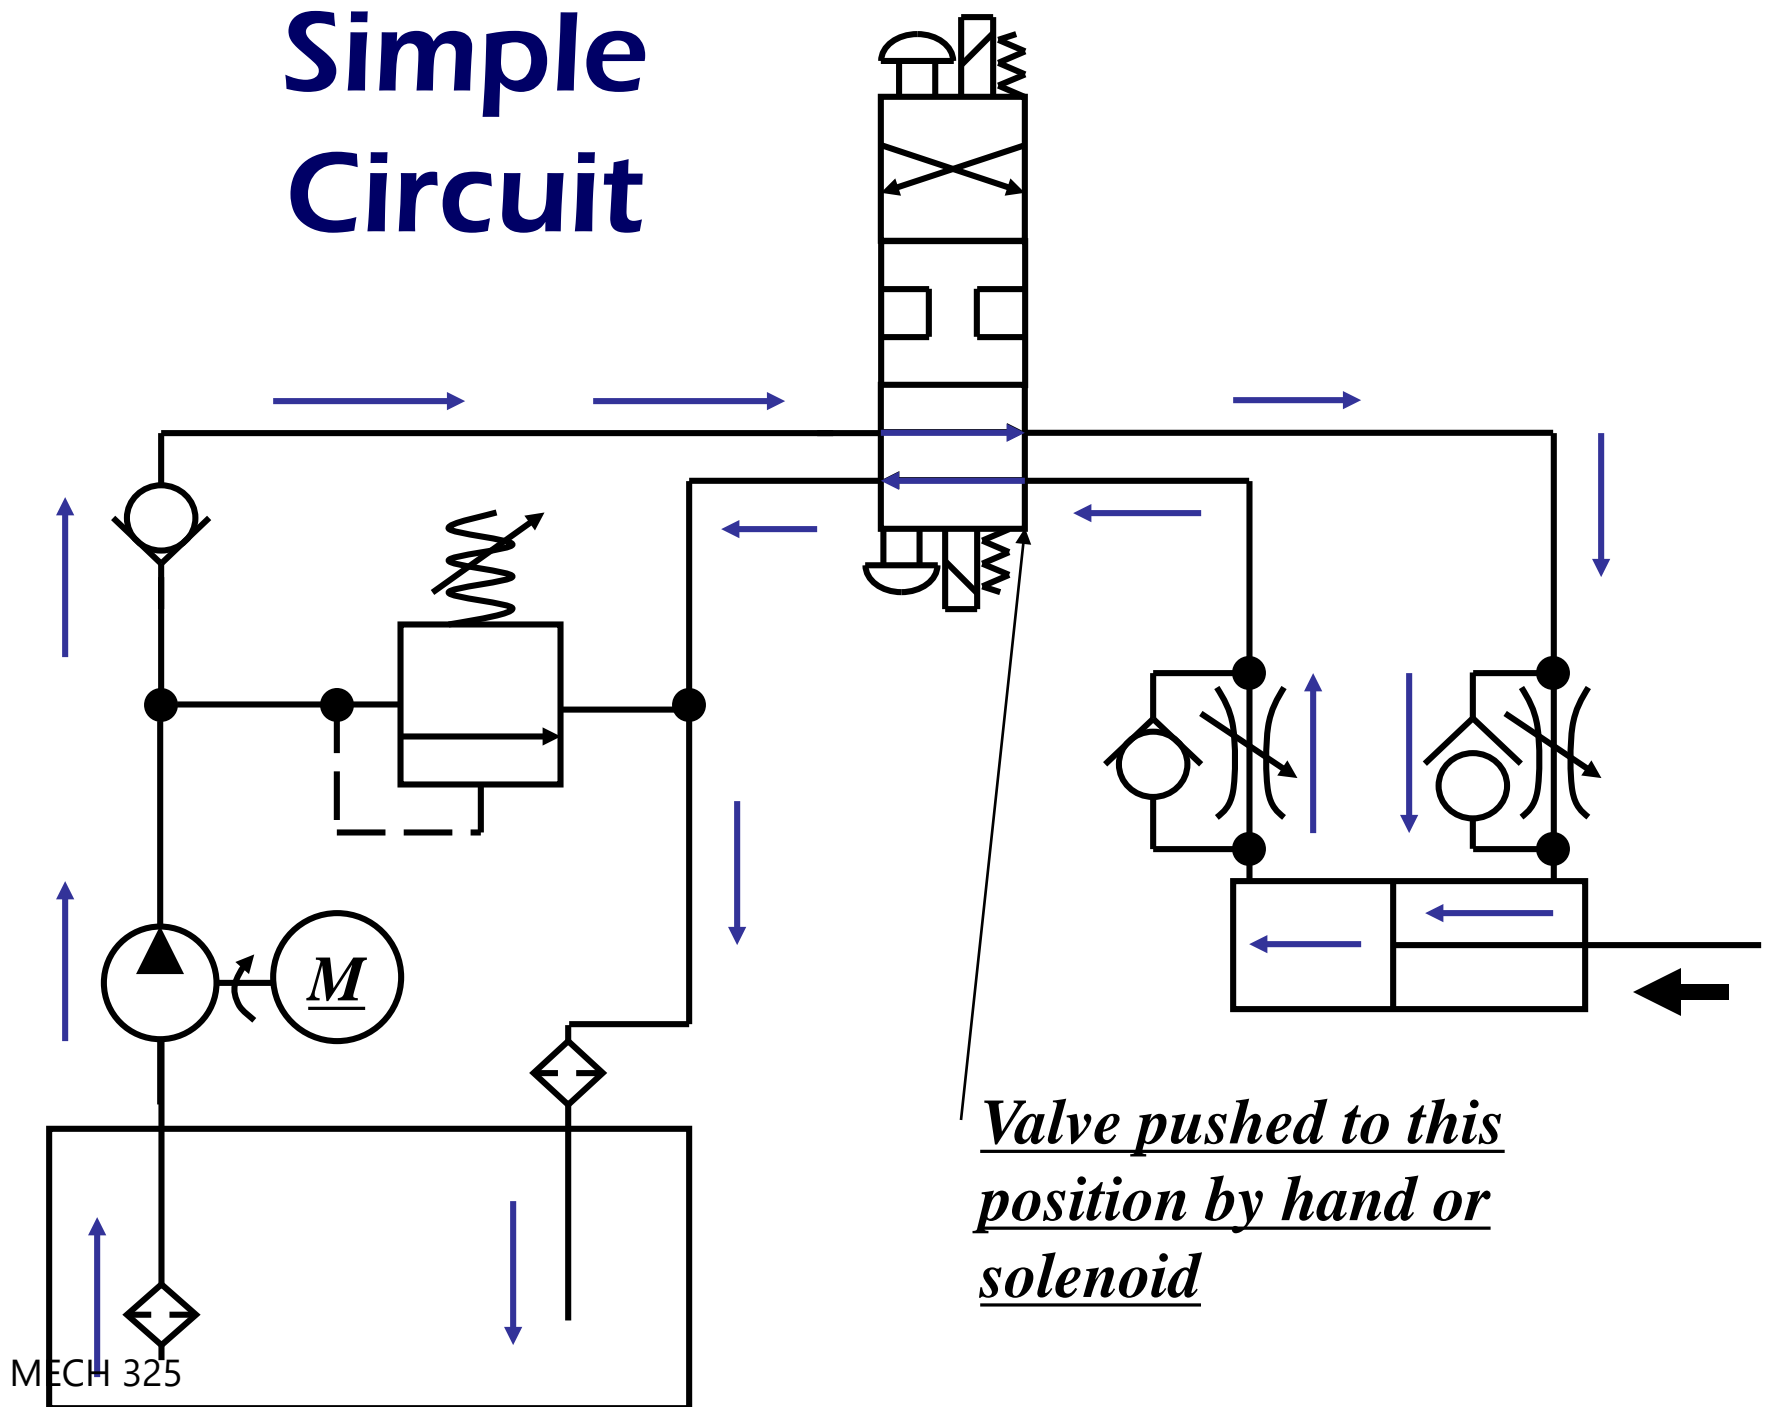 Simple
Circuit
M
Valve pushed to this
position by hand or
solenoid
MECH 325